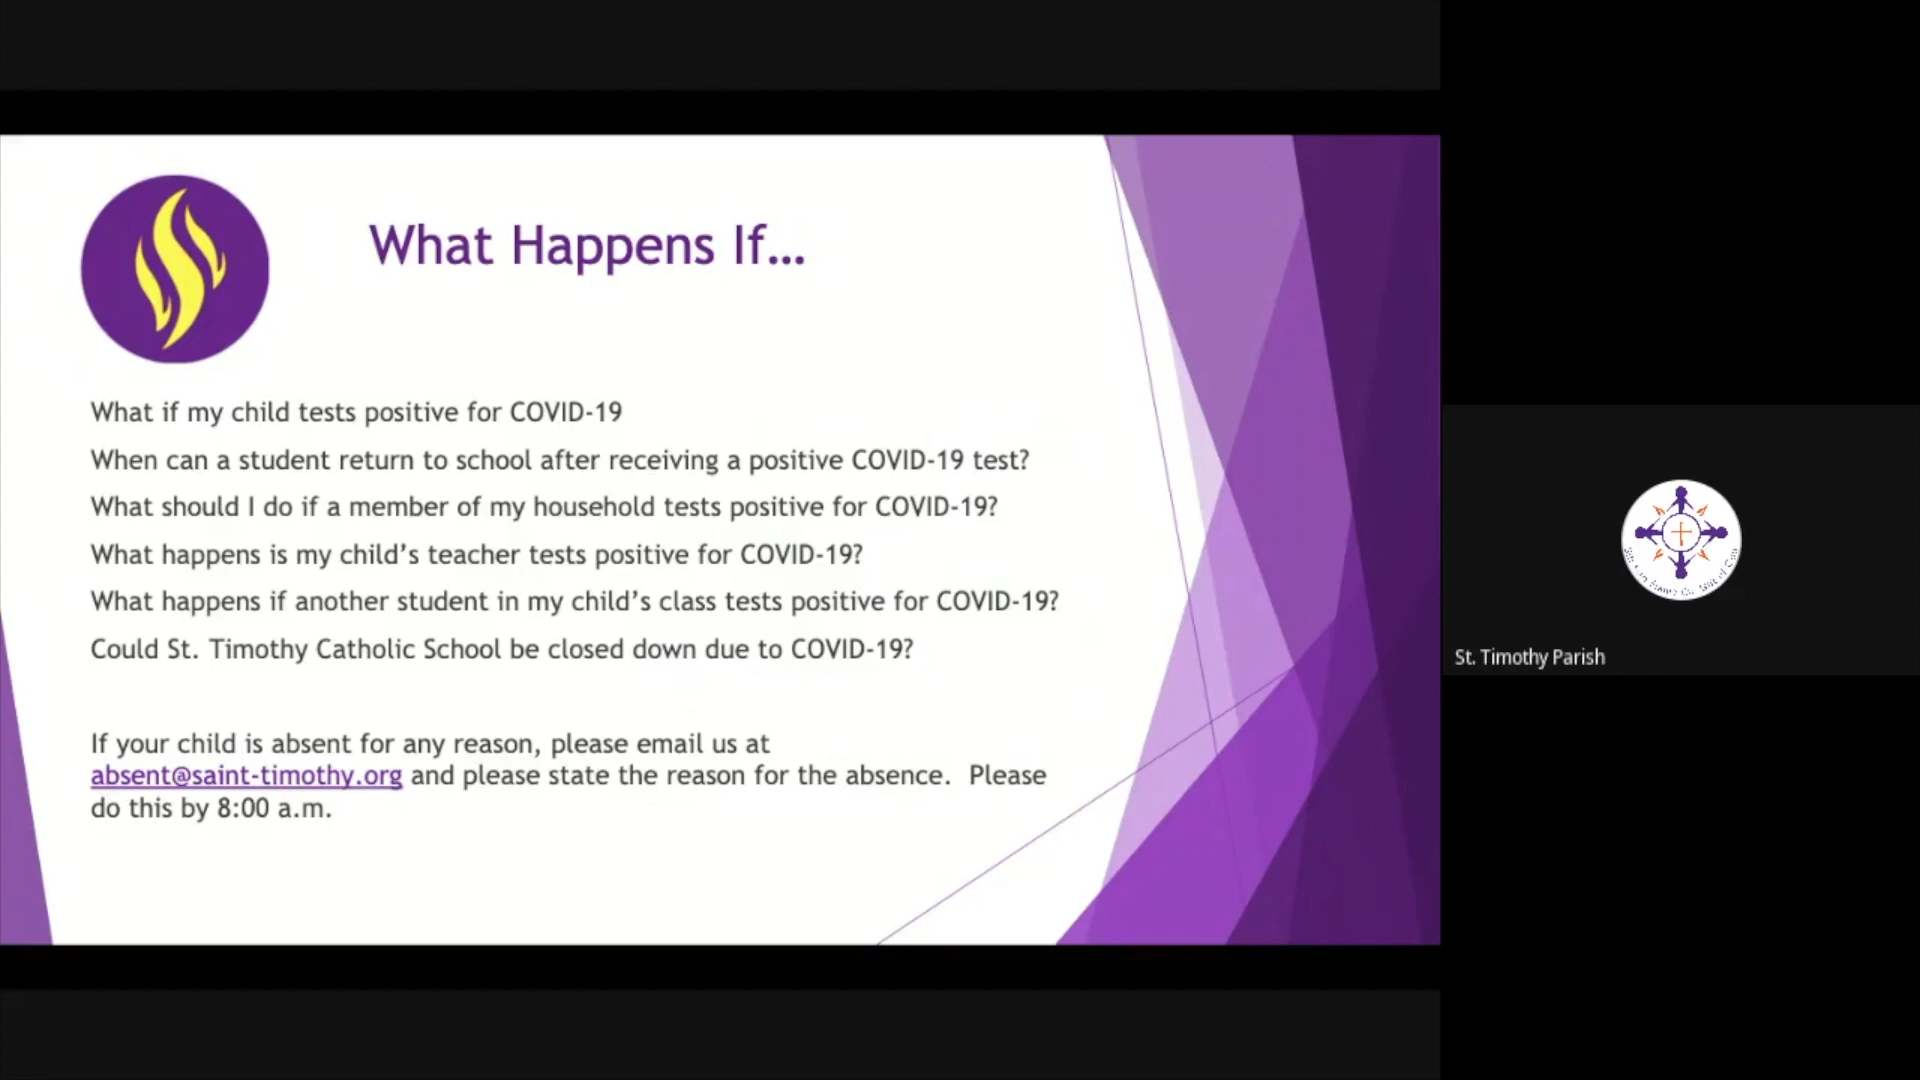 What Happens If...
What if my child tests positive for COVID-19
When can a student return to school after receiving a positive COVID-19 test?
What should I do if a member of my household tests positive for COVID-19?
What happens is my child’s teacher tests positive for COVID-19?
What happens if another student in my child’s class tests positive for COVID-19?
Could St. Timothy Catholic School be closed down due to COVID-19?
If your child is absent for any reason, please email us at
absent@saint-timothy.org and please state the reason for the absence.  Please
do this by 8:00 a.m.
St. Timothy Parish